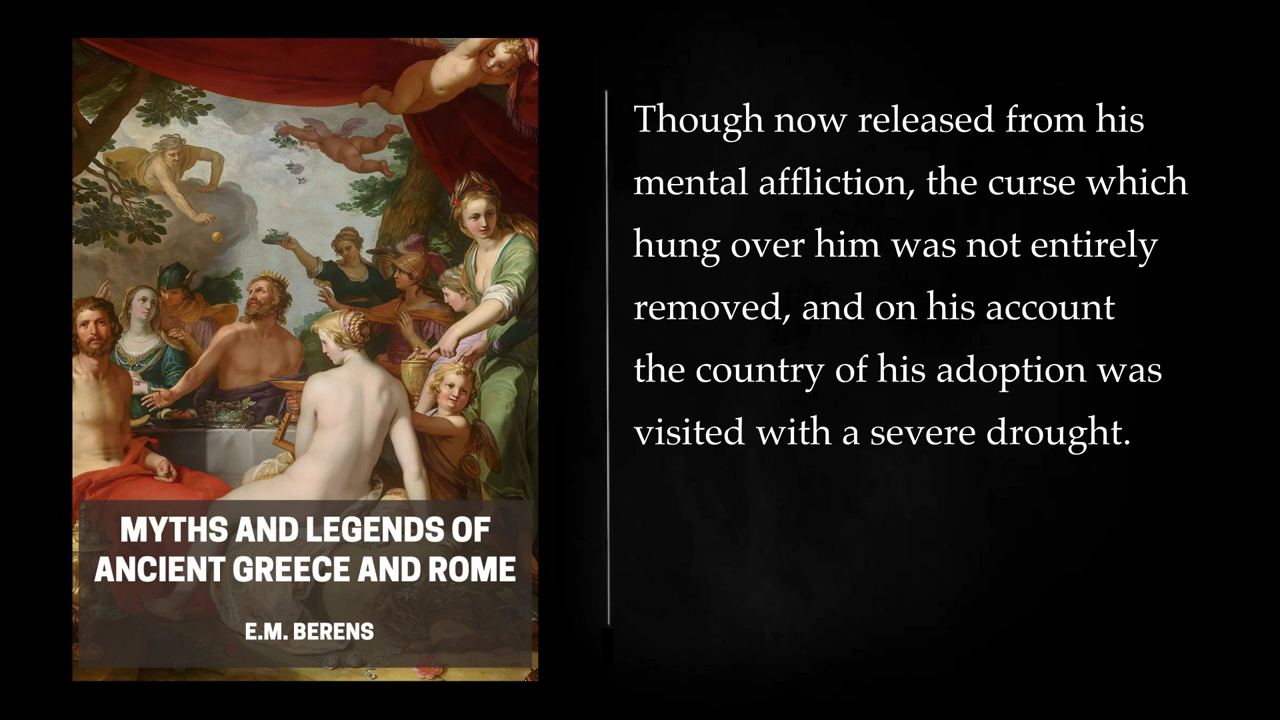 MYTHS AND LEGENDS OF
ANCIENT GREECE AND ROME
E.M. BERENS
Though now released from his
mental affliction, the curse which
hung over him was not entirely
removed, and on his account
the country of his adoption was
visited with a severe drought.